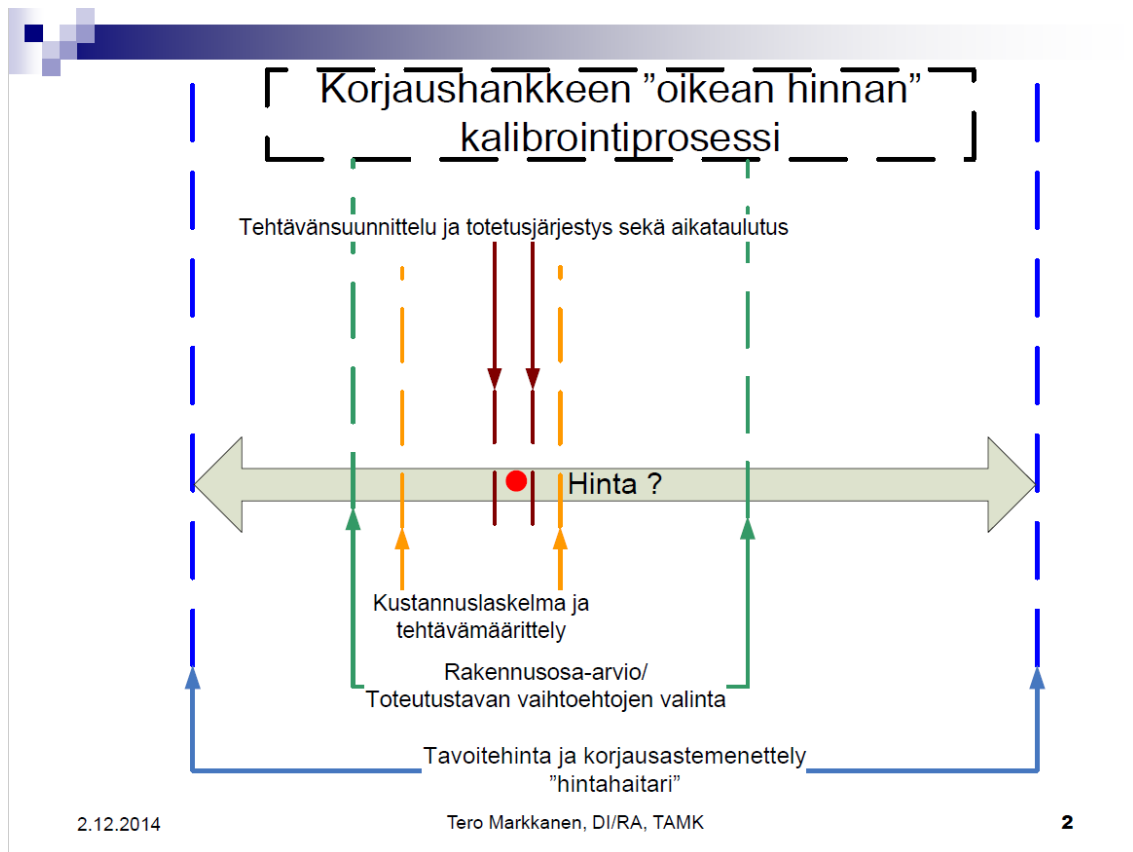 Korjaushankkeen ”oikean hinnan”
kalibrointiprosessi
Tehtävänsuunnittelu ja totetusjärjestys sekä aikataulutus
Hinta ?
Kustannuslaskelma ja
tehtävämäärittely
Rakennusosa-arvio/
Toteutustavan vaihtoehtojen valinta
Tavoitehinta ja korjausastemenettely
”hintahaitari”
2.12.2014
Tero Markkanen, DI/RA, TAMK
2